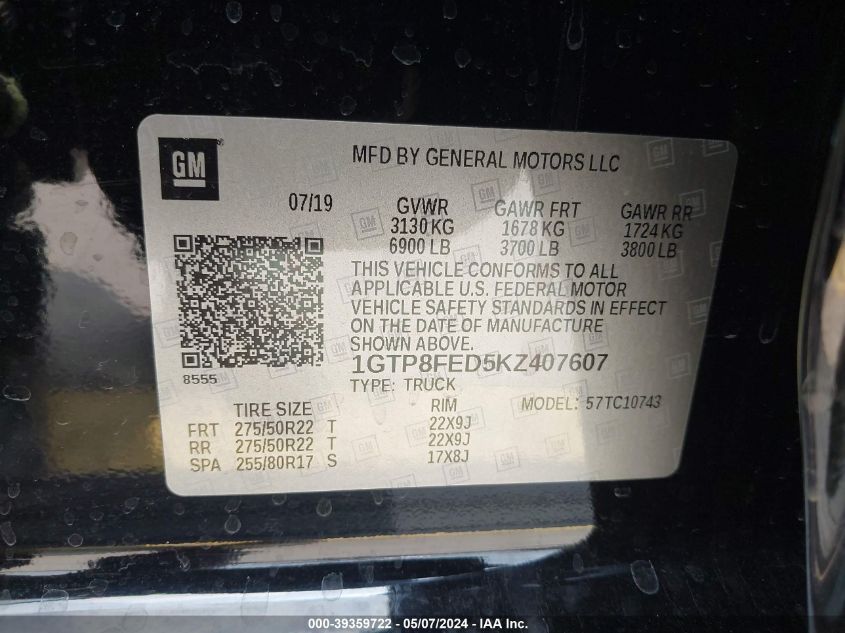 GM
MFD BY GENERAL MOTORS LLC
07/19 GVWR GAWR FRT GAWR RR
3130 KG 1678 KG 1724 KG
6900 LB 3700 LB 3800 LB
THIS VEHICLE CONFORMS TO ALL
APPLICABLE U.S. FEDERAL MOTOR
VEHICLE SAFETY STANDARDS IN EFFECT
ON THE DATE OF MANUFACTURE
SHOWN ABOVE.
8555
1GTP8FED5KZ407607
TYPE: TRUCK
TIRE SIZE RIM MODEL: 57TC10743
FRT 275/50R22 T 22X9J
RR 275/50R22 T 22X9J
SPA 255/80R17 S 17X8J
000-39359722 - 05/07/2024 - IAAI.COM